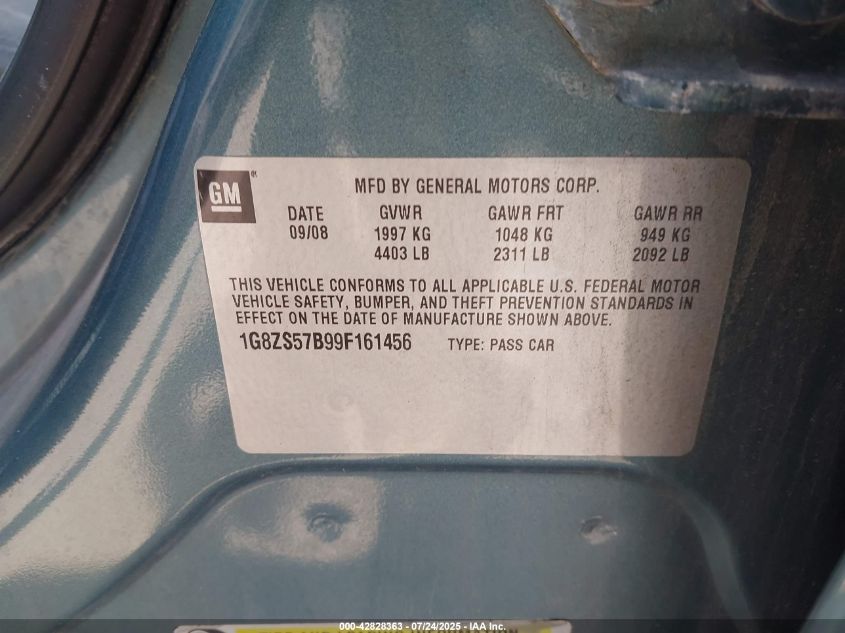 GM
MFD BY GENERAL MOTORS CORP.
DATE GVWR GAWR FRT GAWR RR
09/08 1997 KG 1048 KG 949 KG
4403 LB 2311 LB 2092 LB
THIS VEHICLE CONFORMS TO ALL APPLICABLE U.S. FEDERAL MOTOR
VEHICLE SAFETY, BUMPER, AND THEFT PREVENTION STANDARDS IN
EFFECT ON THE DATE OF MANUFACTURE SHOWN ABOVE.
1G8ZS57B99F161456 TYPE: PASS CAR
000-42828363 - 07/24/2025 - IAA Inc.